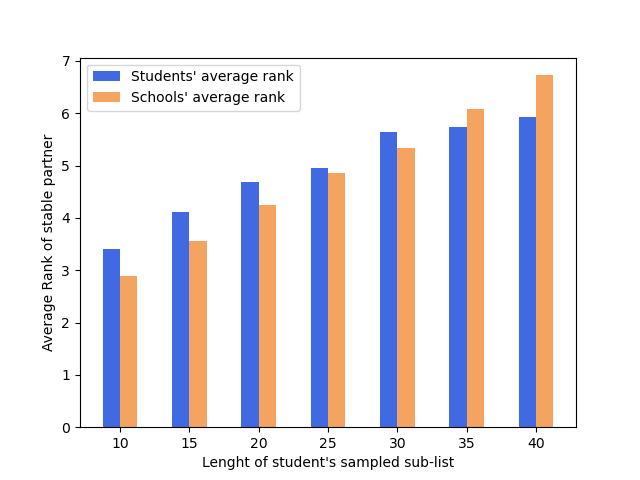 7
6
5
4
3
2
1
0
Average Rank of stable partner
Students' average rank
Schools' average rank
10 15 20 25 30 35 40
Lenght of student's sampled sub-list